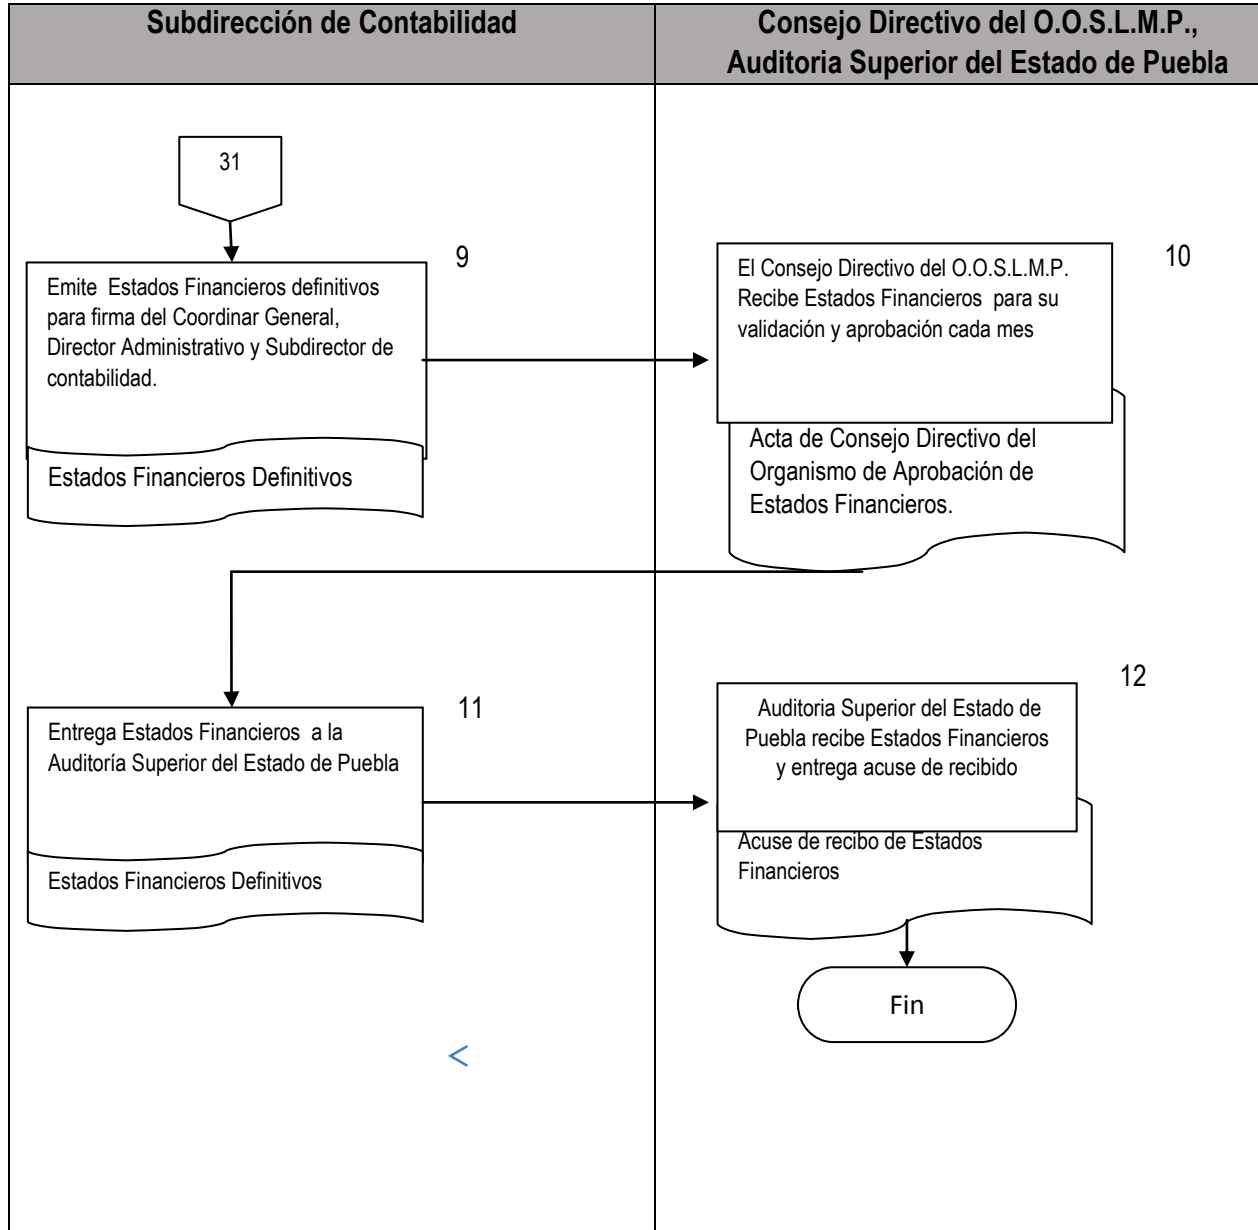 Subdirección de Contabilidad
Consejo Directivo del O.O.S.L.M.P.,
Auditoria Superior del Estado de Puebla
31
9
Emite Estados Financieros definitivos
para firma del Coordinar General,
Director Administrativo y Subdirector de
contabilidad.
Estados Financieros Definitivos
10
El Consejo Directivo del O.O.S.L.M.P.
Recibe Estados Financieros para su
validación y aprobación cada mes
Acta de Consejo Directivo del
Organismo de Aprobación de
Estados Financieros.
11
Entrega Estados Financieros a la
Auditoría Superior del Estado de Puebla
Estados Financieros Definitivos
12
Auditoria Superior del Estado de
Puebla recibe Estados Financieros
y entrega acuse de recibido
Acuse de recibo de Estados
Financieros
Fin
<